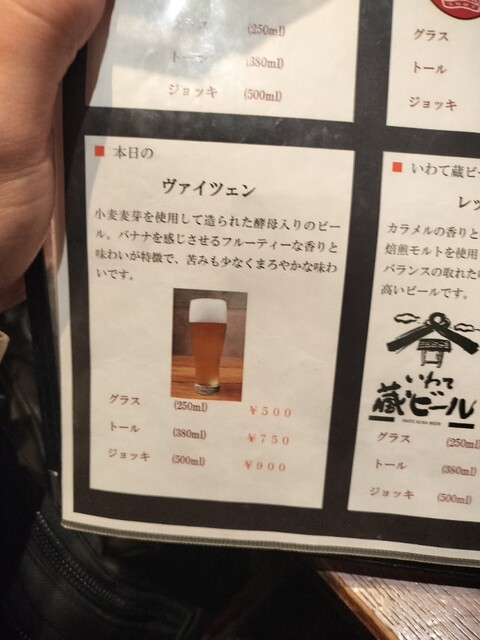 グラス (250ml)
トール (380ml)
ジョッキ (500ml)
グラス
トール
ジョッキ
■ 本日の
ヴァイツェン
小麦麦芽を使用して造られた酵母入りのビー
ル。バナナを感じさせるフルーティーな香りと
味わいが特徴で、苦みも少なくまろやかな味わ
いです。
グラス (250ml) ￥500
トール (380ml) ￥750
ジョッキ (500ml) ￥900
■ いわて蔵ビー
レッ
カラメルの香りと
焙煎モルトを使用
バランスの取れた
高いビールです。
いわて
蔵ビール
IWATE KURA BEER
グラス (250ml
トール (380ml)
ジョッキ (500ml)